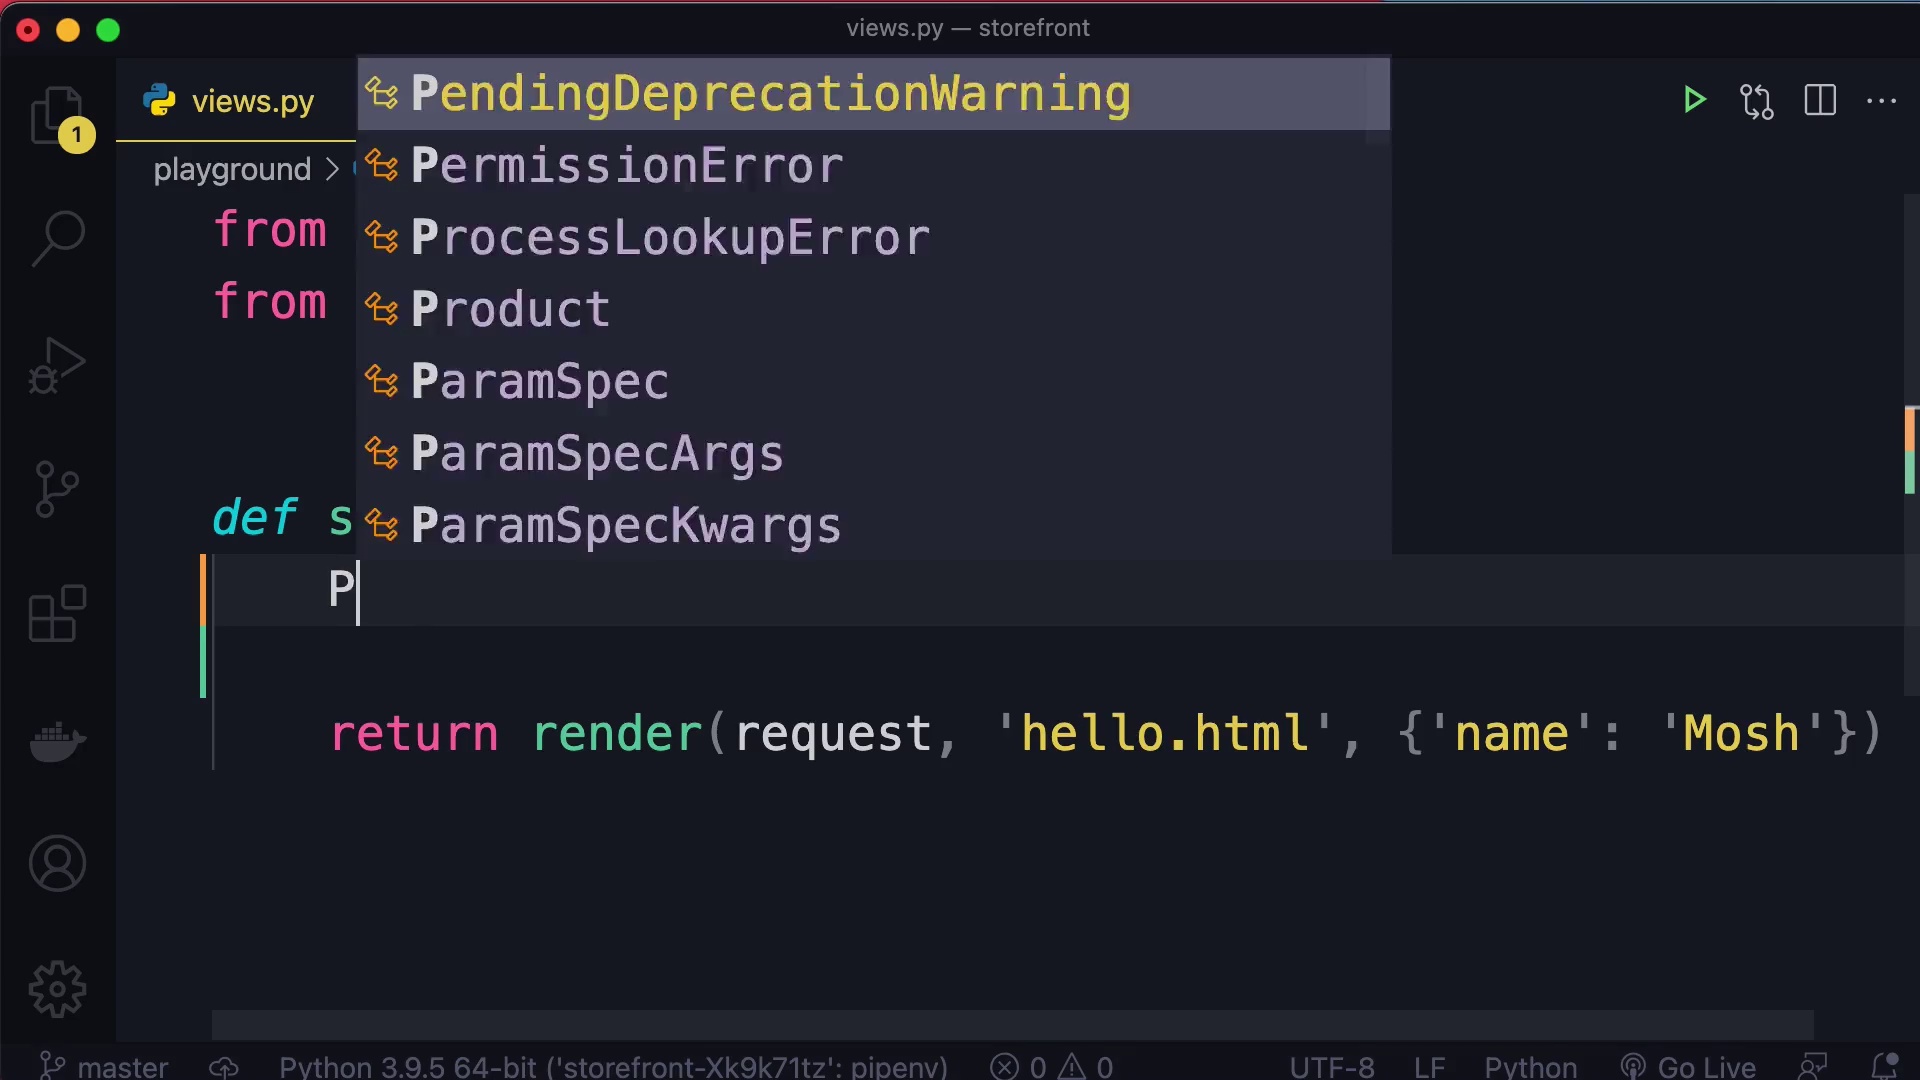 views.py — storefront
views.py
1
playground >
PendingDeprecationWarning
PermissionError
ProcessLookupError
Product
ParamSpec
ParamSpecArgs
ParamSpecKwargs
from
from
def s
P
return render(request, 'hello.html', {'name': 'Mosh'})
master Python 3.9.5 64-bit ('storefront-Xk9k71tz': pipenv) 0 0 UTF-8 LF Python Go Live